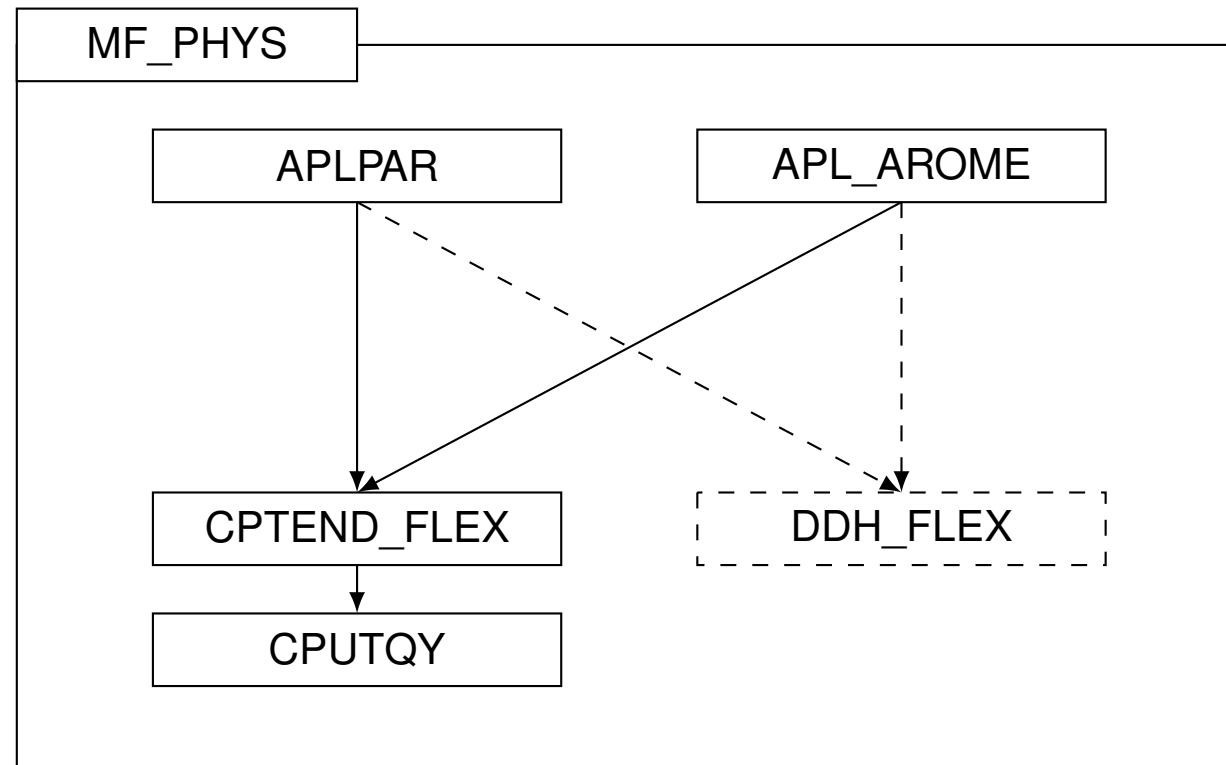 MF_PHYS
APLPAR
APL_AROME
CPTEND_FLEX
DDH_FLEX
CPUTQY